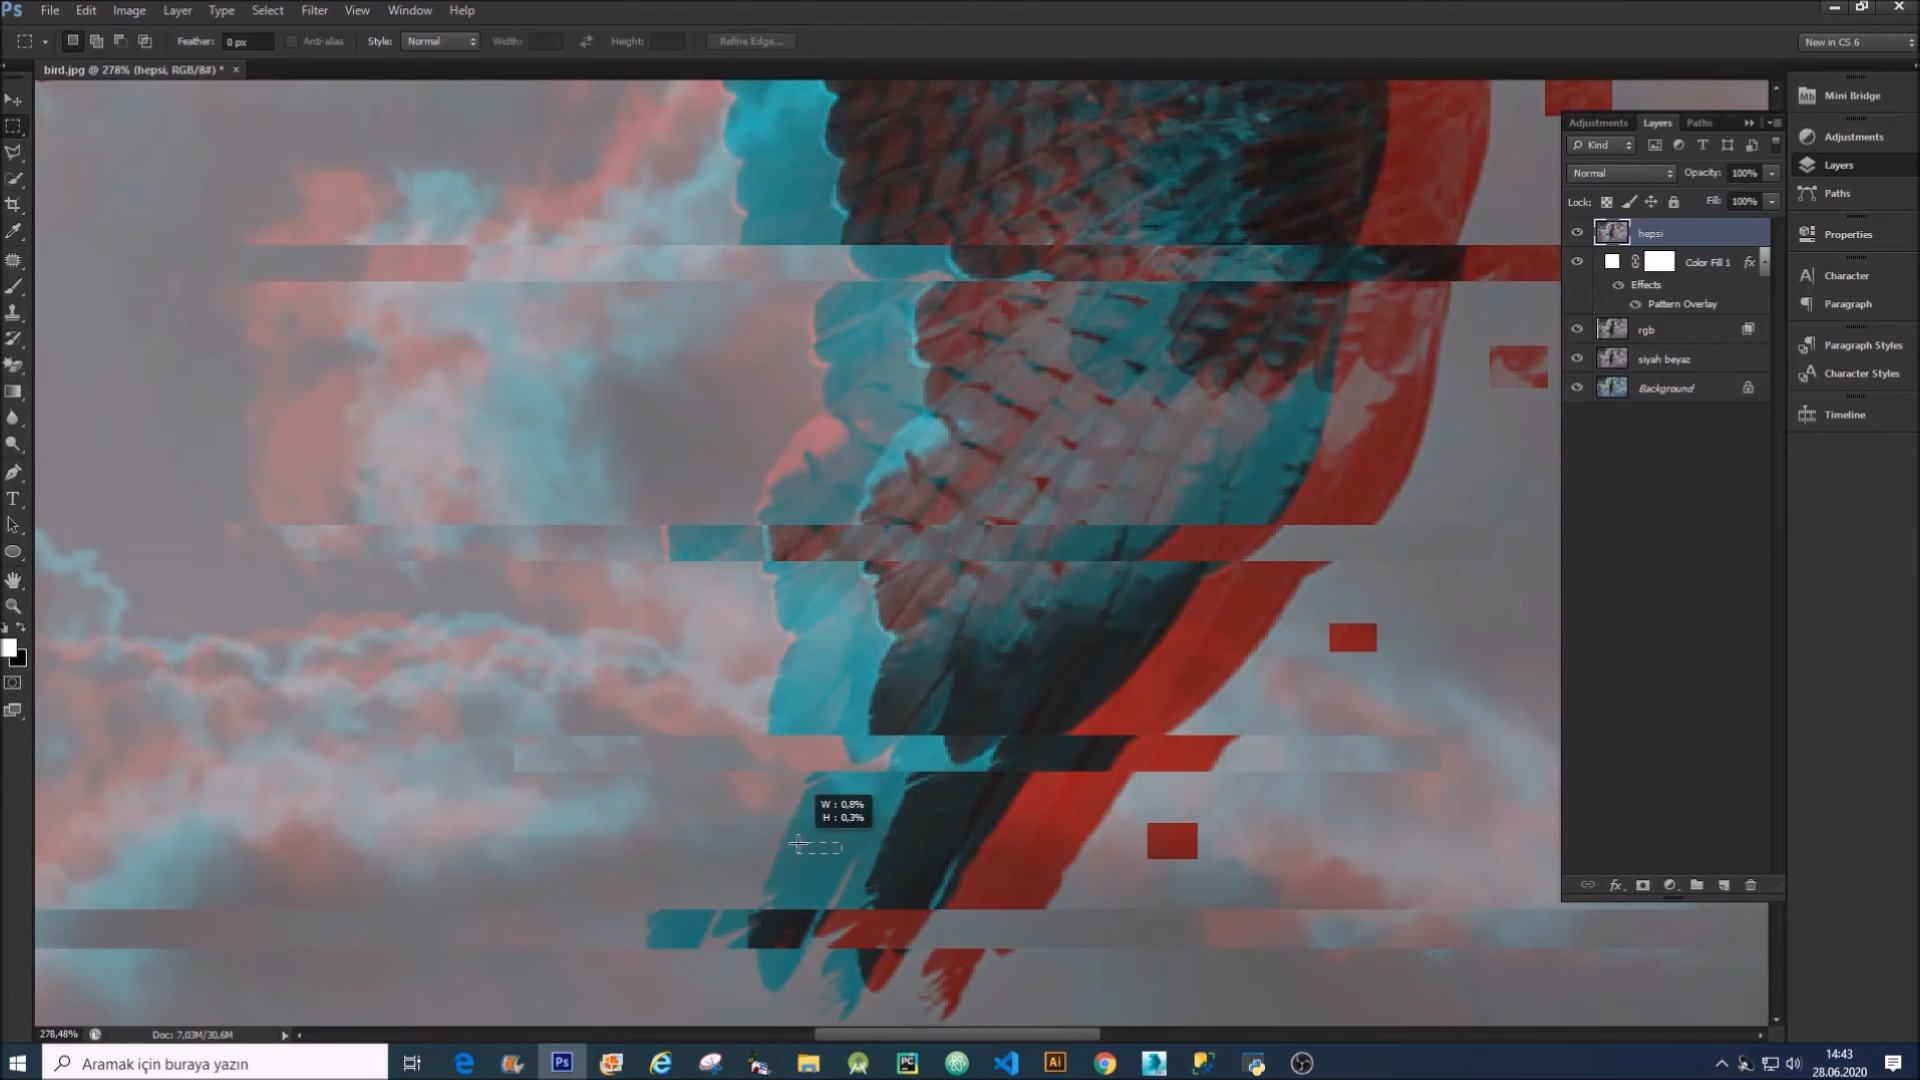 Ps File Edit Image Layer Type Select Filter View Window Help
Feather: 0 px Anti-alias Style: Normal Width: Height: Refine Edge... New in CS 6
bird.jpg @ 278% (hepsi, RGB/8#) * ×
Mb Mini Bridge
Adjustments Layers Paths
Adjustments
Kind
Layers
Normal Opacity: 100%
Paths
Lock: Fill: 100%
hepsi
Properties
Color Fill 1 fx
Effects
Character
Pattern Overlay
Paragraph
rgb
Paragraph Styles
siyah beyaz
Character Styles
Background
Timeline
W : 0,8%
H : 0,3%
278,48% Doc: 7,03M/30,6M
Aramak için buraya yazın
14:43
28.06.2020